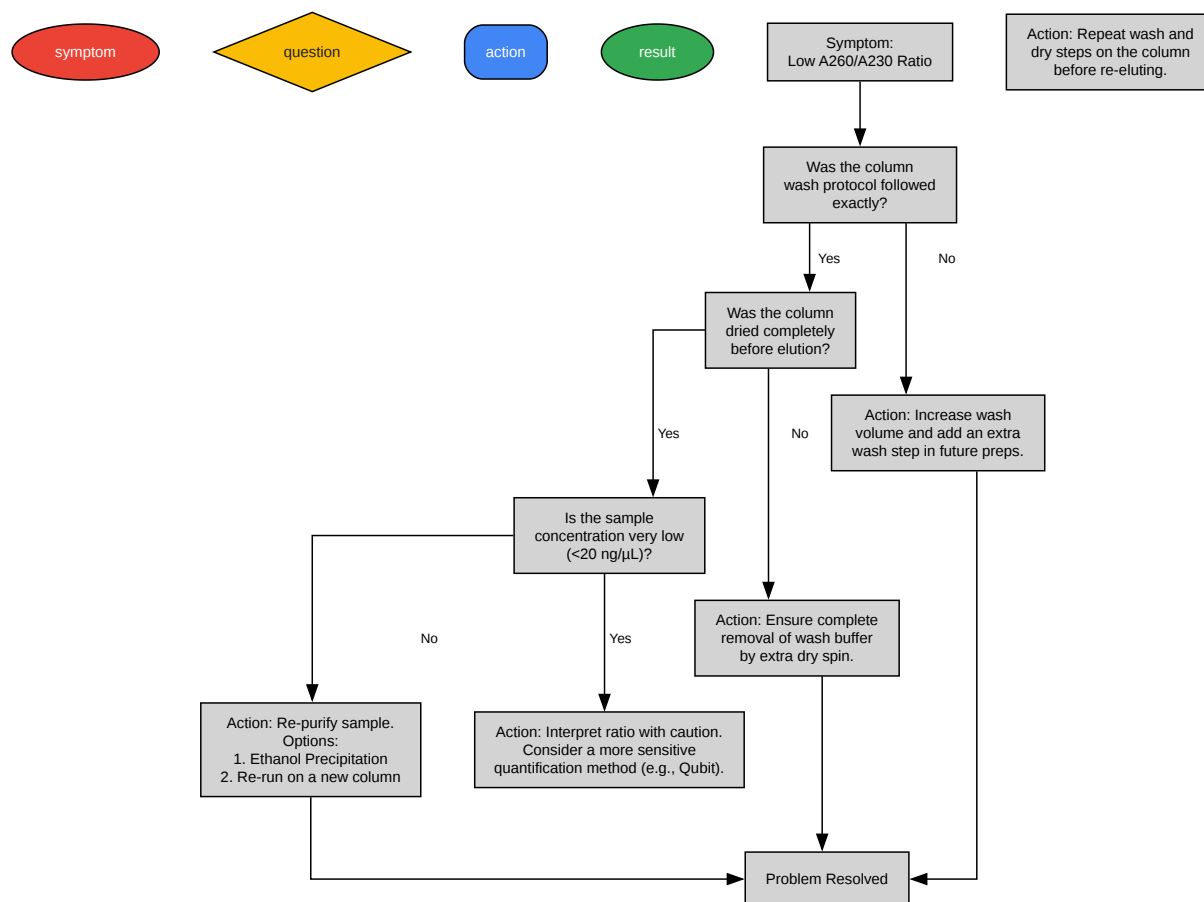 symptom
question
action
result
Symptom:
Low A260/A230 Ratio
Action: Repeat wash and
dry steps on the column
before re-eluting.
Was the column
wash protocol followed
exactly?
Yes
No
Was the column
dried completely
before elution?
Action: Increase wash
volume and add an extra
wash step in future preps.
Yes
No
Is the sample
concentration very low
(<20 ng/µL)?
Action: Ensure complete
removal of wash buffer
by extra dry spin.
No
Yes
Action: Re-purify sample.
Options:
1. Ethanol Precipitation
2. Re-run on a new column
Action: Interpret ratio with caution.
Consider a more sensitive
quantification method (e.g., Qubit).
Problem Resolved